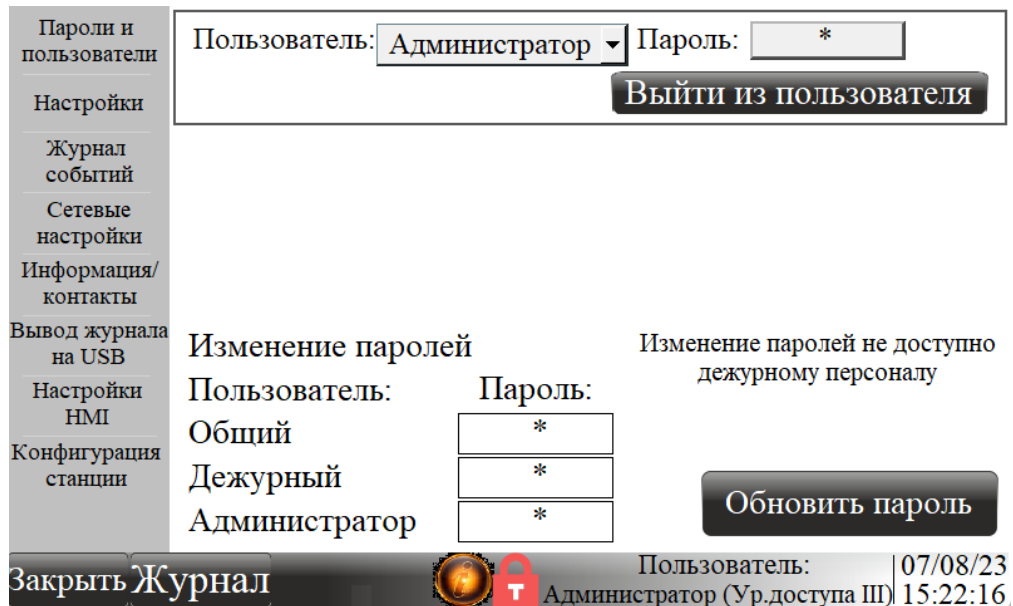 Пароли и
пользователи
Настройки
Журнал
событий
Сетевые
настройки
Информация/
контакты
Вывод журнала
на USB
Настройки
HMI
Конфигурация
станции
Пользователь: Администратор Пароль: *
Выйти из пользователя
Изменение паролей
Пользователь: Пароль:
Общий *
Дежурный *
Администратор *
Изменение паролей не доступно
дежурному персоналу
Обновить пароль
Закрыть Журнал
i
T
Пользователь:
Администратор (Ур.доступа III)
07/08/23
15:22:16